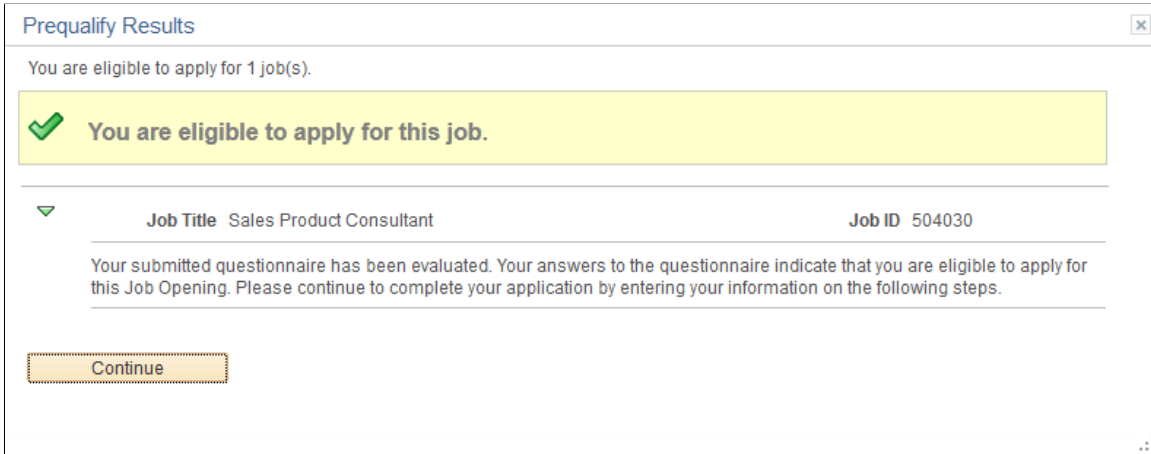 Prequalify Results
You are eligible to apply for 1 job(s).
You are eligible to apply for this job.
Job Title Sales Product Consultant Job ID 504030
Your submitted questionnaire has been evaluated. Your answers to the questionnaire indicate that you are eligible to apply for
this Job Opening. Please continue to complete your application by entering your information on the following steps.
Continue